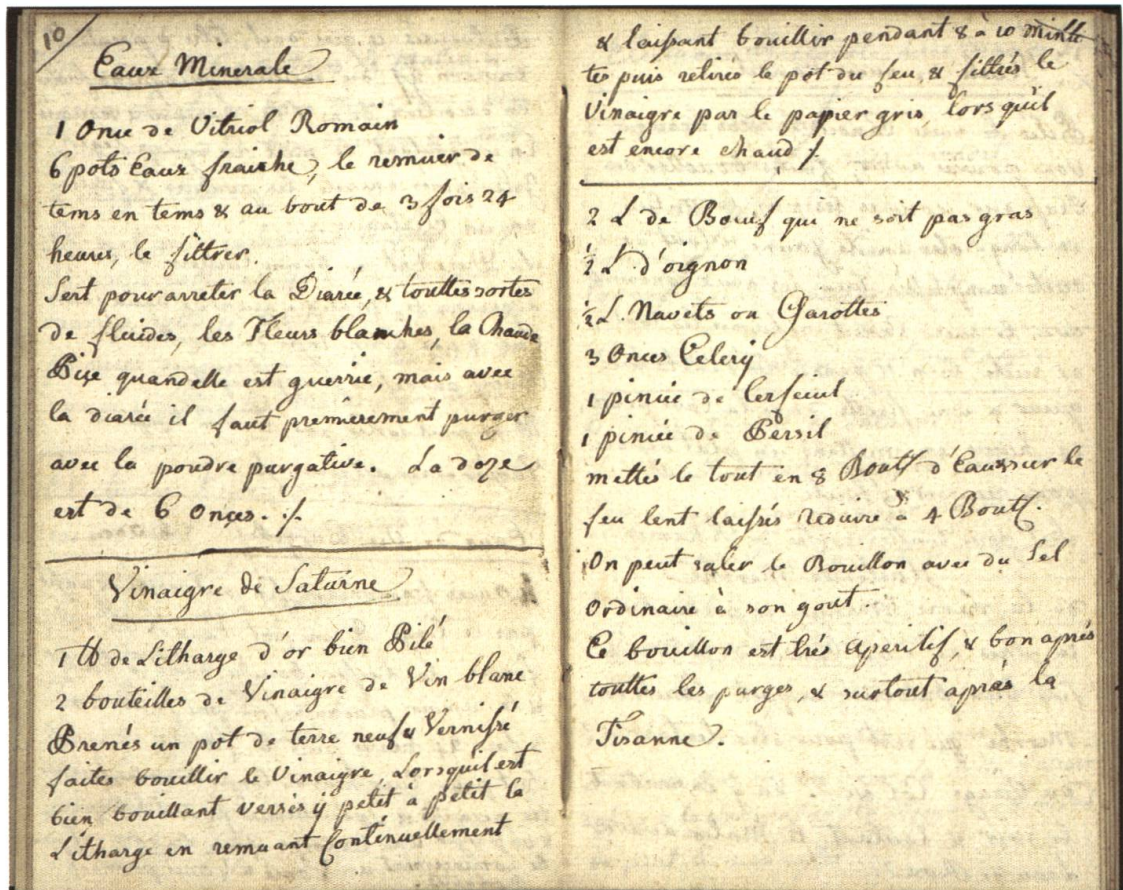 10
Eaux Minerale
1 Once de Vitriol Romain
6 pots Eaux fraiche, le remuer de
tems en tems & au bout de 3 fois 24
heures, le filtrer.
Sert pour arreter la Diarée, & touttes sortes
de fluides, les Fleurs blanches, la Chaude
Pise quand elle est guerrie, mais avec
la diarée il faut premierement purger
avec la poudre purgative. La doze
est de 6 Onces. ./.
Vinaigre de Saturne
1 lb de Litharge d'or bien Pilé
2 bouteilles de Vinaigre de Vin blanc
Prenés un pot de terre neuf & Vernissé
faites bouillir le Vinaigre, Lorsquil est
bien bouillant versés y petit à petit la
Litharge en remuant Continuellement
& laissant bouillir pendant 8 à 10 minu
tes puis retirés le pot du feu, & filtrés le
Vinaigre par le papier gris, lors quil
est encore chaud ./.
2 L de Bœuf qui ne soit pas gras
½ L d'oignon
½ L. Navets ou Carottes
3 Onces Celery
1 pincée de Cerfeuil
1 pincée de Persil
mettés le tout en 8 Boutt d'Eaux sur le
feu lent laissés reduire à 4 Boutt.
On peut saler le Bouillon avec du Sel
Ordinaire à son gout
Ce bouillon est trés aperitif, & bon aprés
touttes les purges, & surtout aprés la
Tisanne.